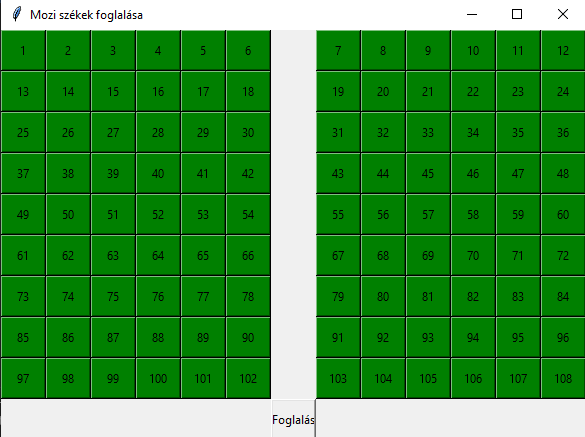 Mozi székek foglalása
1 2 3 4 5 6 7 8 9 10 11 12
13 14 15 16 17 18 19 20 21 22 23 24
25 26 27 28 29 30 31 32 33 34 35 36
37 38 39 40 41 42 43 44 45 46 47 48
49 50 51 52 53 54 55 56 57 58 59 60
61 62 63 64 65 66 67 68 69 70 71 72
73 74 75 76 77 78 79 80 81 82 83 84
85 86 87 88 89 90 91 92 93 94 95 96
97 98 99 100 101 102 103 104 105 106 107 108
Foglalás